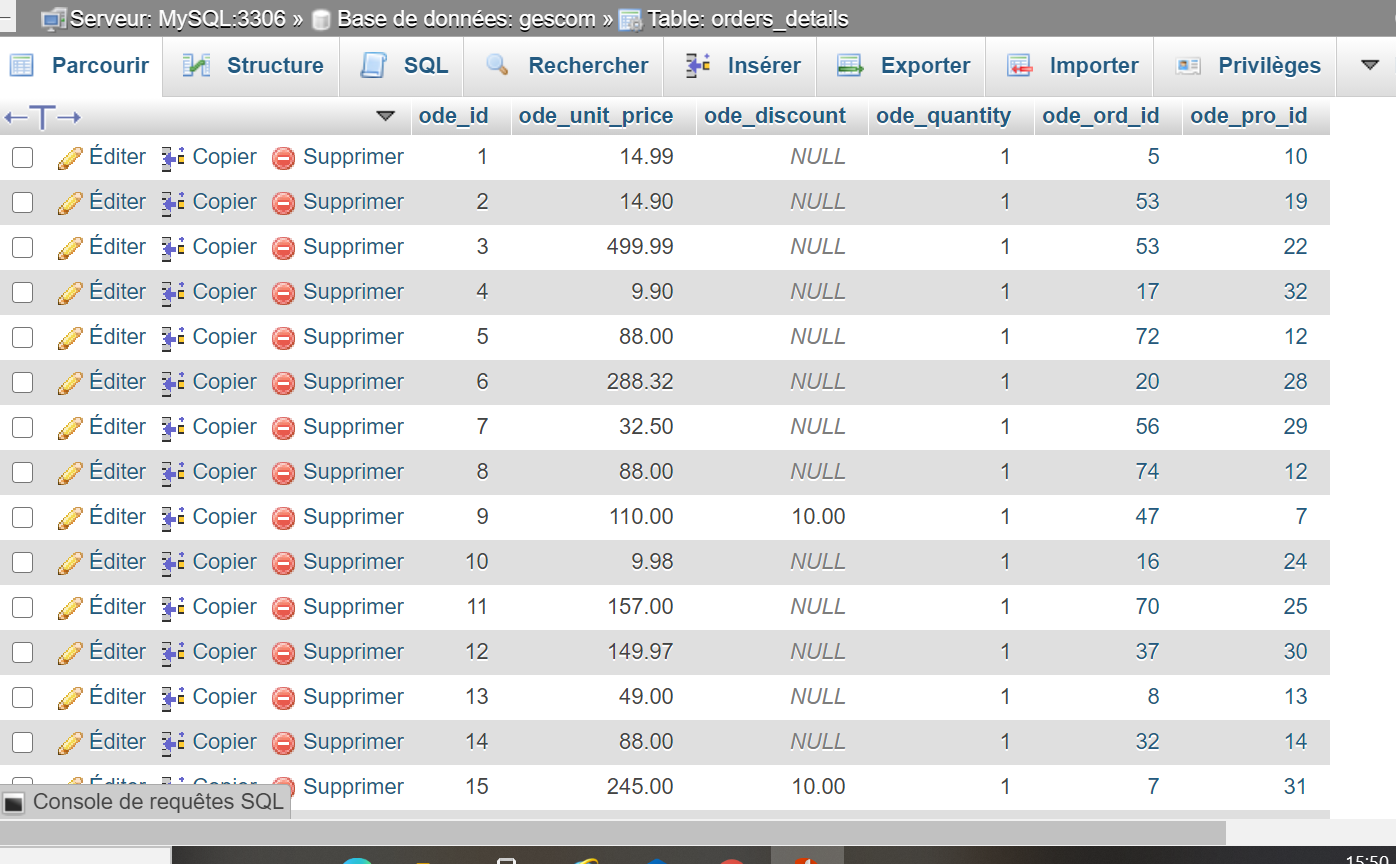 Serveur: MySQL:3306 » Base de données: gescom » Table: orders_details
Parcourir Structure SQL Rechercher Insérer Exporter Importer Privilèges
←T→ ode_id ode_unit_price ode_discount ode_quantity ode_ord_id ode_pro_id
Éditer Copier Supprimer 1 14.99 NULL 1 5 10
Éditer Copier Supprimer 2 14.90 NULL 1 53 19
Éditer Copier Supprimer 3 499.99 NULL 1 53 22
Éditer Copier Supprimer 4 9.90 NULL 1 17 32
Éditer Copier Supprimer 5 88.00 NULL 1 72 12
Éditer Copier Supprimer 6 288.32 NULL 1 20 28
Éditer Copier Supprimer 7 32.50 NULL 1 56 29
Éditer Copier Supprimer 8 88.00 NULL 1 74 12
Éditer Copier Supprimer 9 110.00 10.00 1 47 7
Éditer Copier Supprimer 10 9.98 NULL 1 16 24
Éditer Copier Supprimer 11 157.00 NULL 1 70 25
Éditer Copier Supprimer 12 149.97 NULL 1 37 30
Éditer Copier Supprimer 13 49.00 NULL 1 8 13
Éditer Copier Supprimer 14 88.00 NULL 1 32 14
Éditer Copier Supprimer 15 245.00 10.00 1 7 31
Console de requêtes SQL
15:50